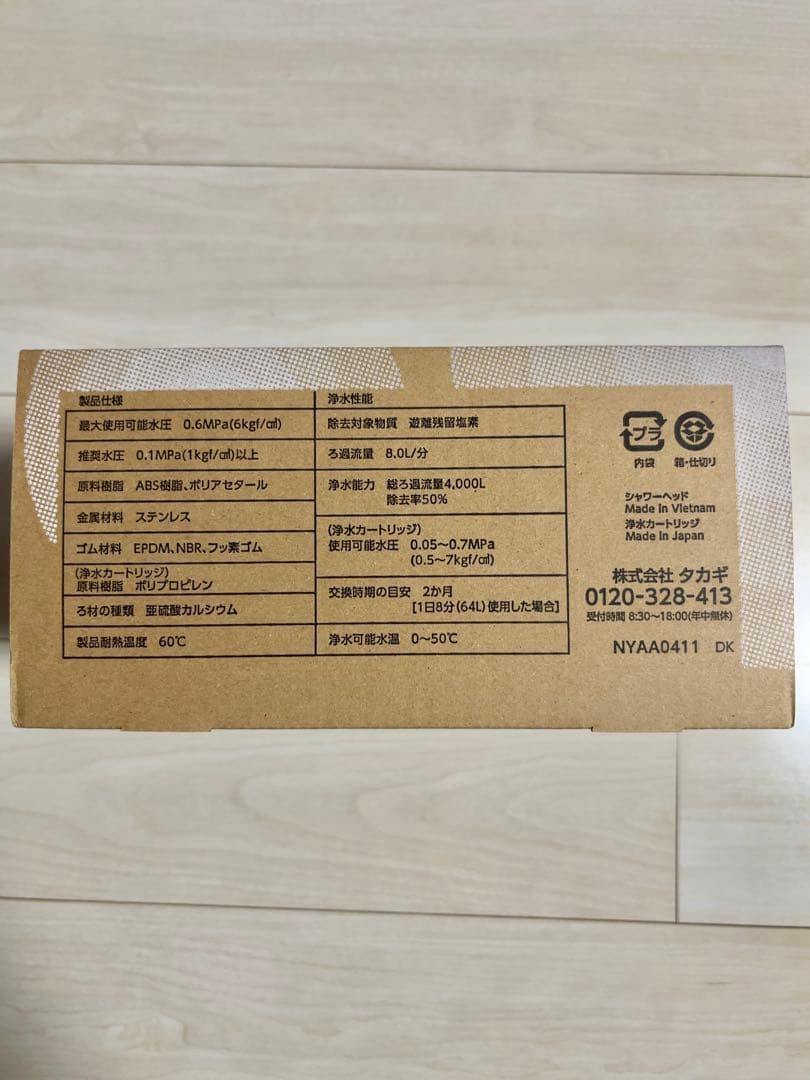 製品仕様
最大使用可能水圧 0.6MPa(6kgf/㎠)
推奨水圧 0.1MPa(1kgf/㎠)以上
原料樹脂 ABS樹脂、ポリアセタール
金属材料 ステンレス
ゴム材料 EPDM、NBR、フッ素ゴム
(浄水カートリッジ)
原料樹脂 ポリプロピレン
ろ材の種類 亜硫酸カルシウム
製品耐熱温度 60℃
浄水性能
除去対象物質 遊離残留塩素
ろ過流量 8.0L/分
浄水能力 総ろ過流量4,000L
除去率50%
(浄水カートリッジ)
使用可能水圧 0.05〜0.7MPa
(0.5〜7kgf/㎠)
交換時期の目安 2か月
[1日8分(64L)使用した場合]
浄水可能水温 0〜50℃
プラ
内袋 箱・仕切り
シャワーヘッド
Made in Vietnam
浄水カートリッジ
Made in Japan
株式会社 タカギ
0120-328-413
受付時間 8:30〜18:00(年中無休)
NYAA0411 DK